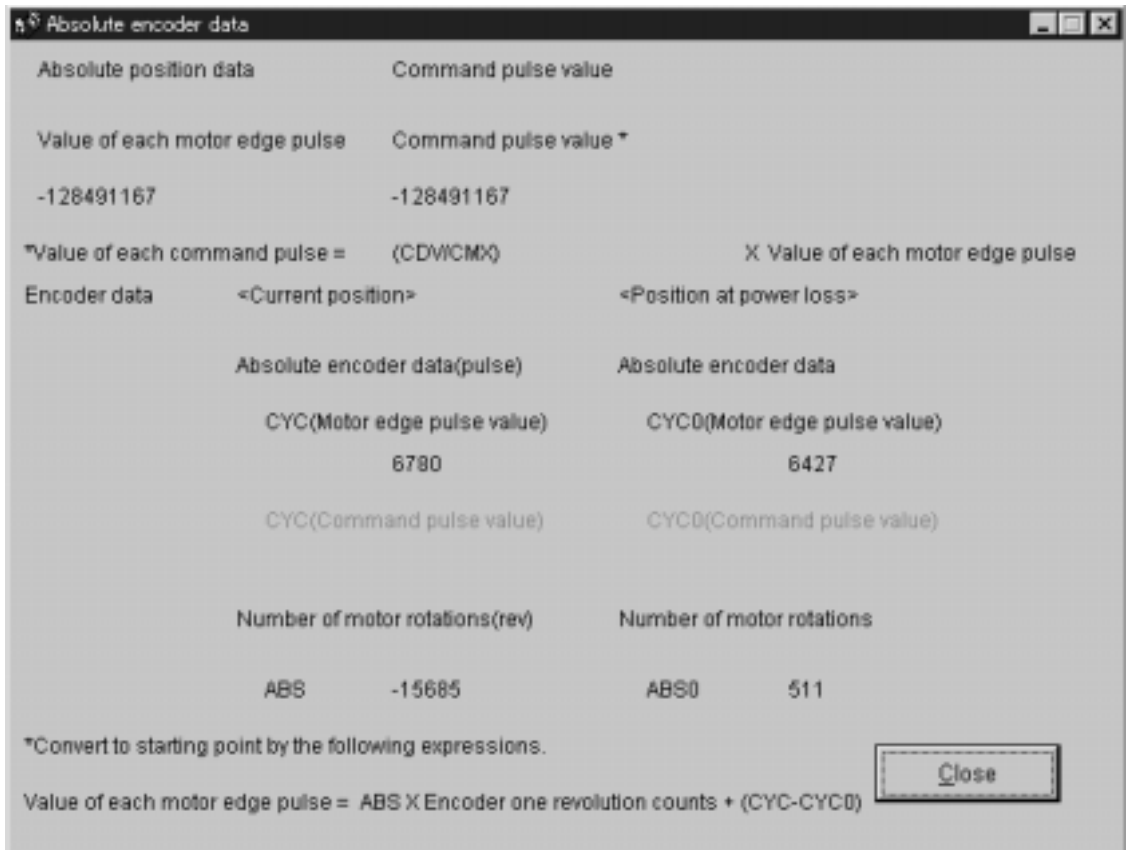 Absolute encoder data
Absolute position data Command pulse value
Value of each motor edge pulse Command pulse value *
-128491167 -128491167
*Value of each command pulse = (CDV/CMX) X Value of each motor edge pulse
Encoder data <Current position> <Position at power loss>
Absolute encoder data(pulse) Absolute encoder data
CYC(Motor edge pulse value) CYC0(Motor edge pulse value)
6780 6427
CYC(Command pulse value) CYC0(Command pulse value)
Number of motor rotations(rev) Number of motor rotations
ABS -15685 ABS0 511
*Convert to starting point by the following expressions.
Close
Value of each motor edge pulse = ABS X Encoder one revolution counts + (CYC-CYC0)